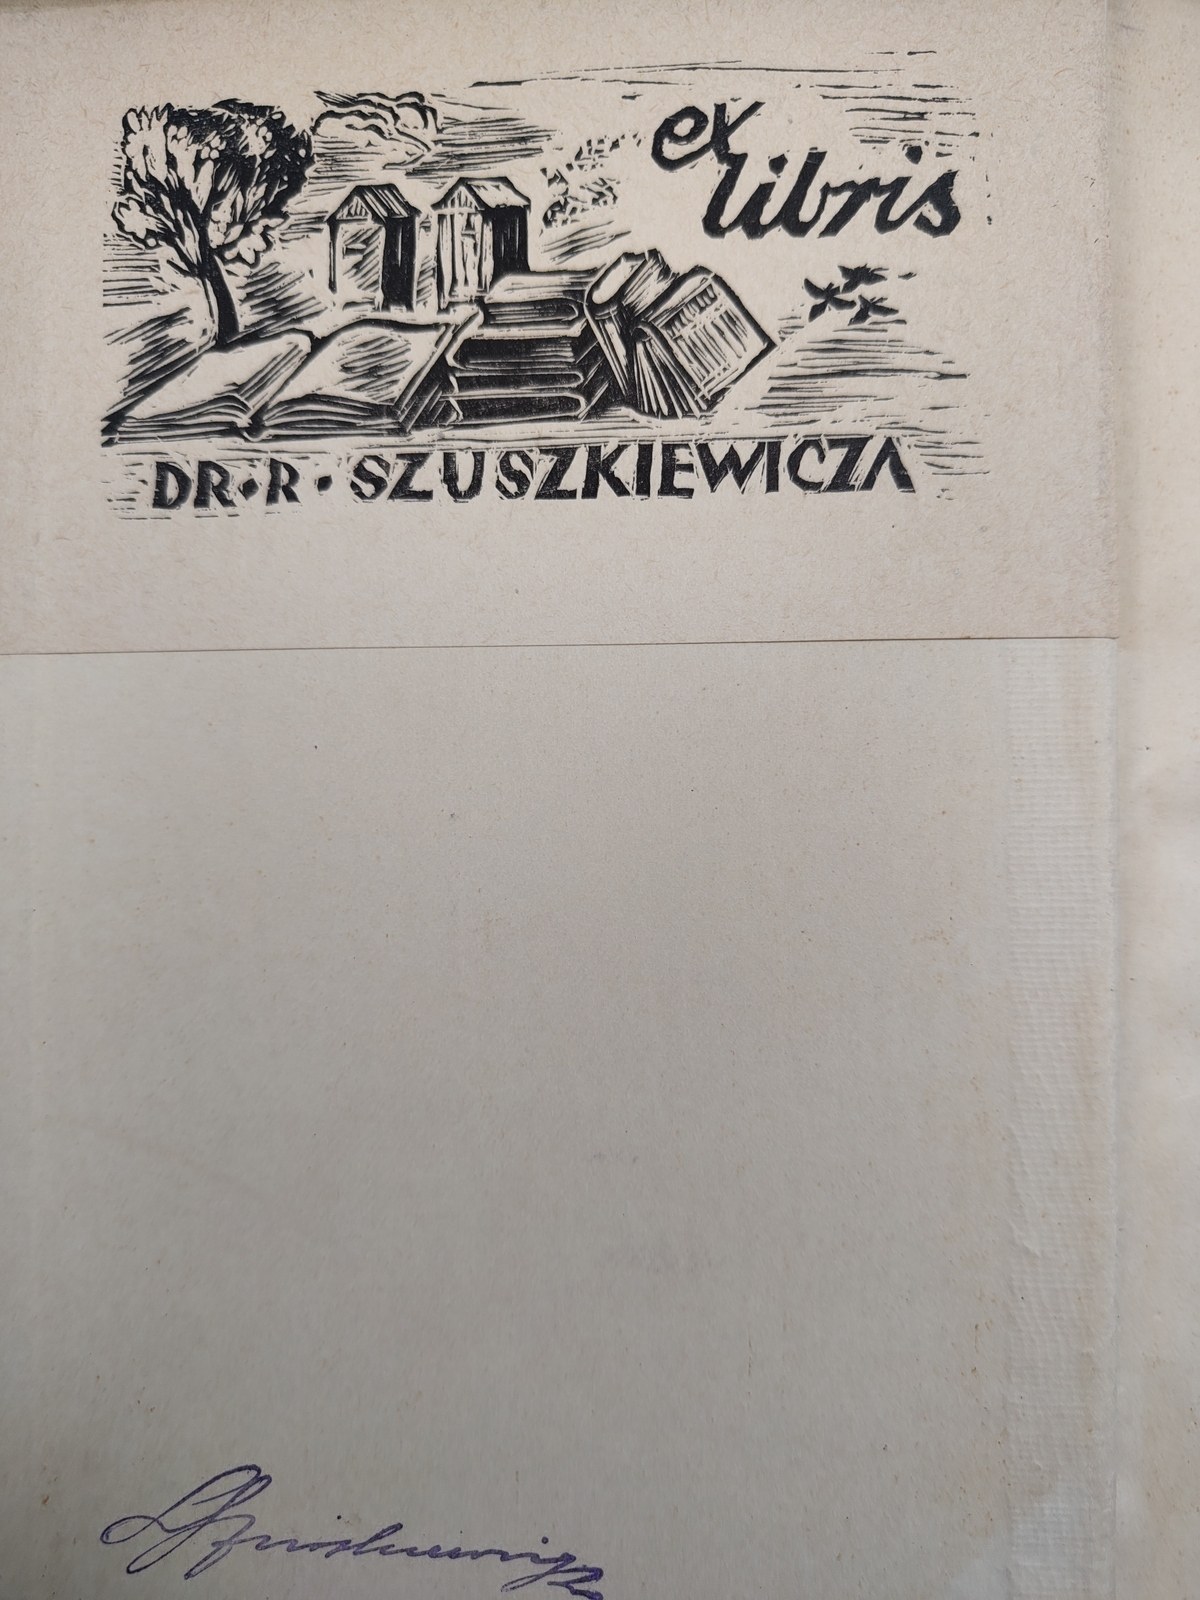 ex
libris
DR • R • SZUSZKIEWICZA